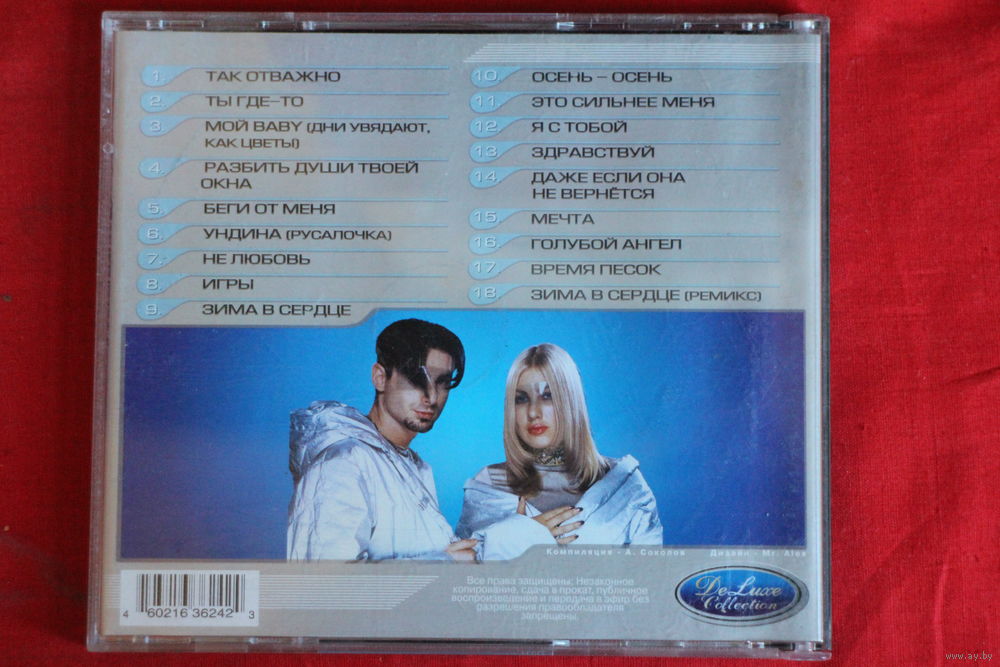 1. ТАК ОТВАЖНО
2. ТЫ ГДЕ-ТО
3. МОЙ BABY (ДНИ УВЯДАЮТ,
КАК ЦВЕТЫ)
4. РАЗБИТЬ ДУШИ ТВОЕЙ
ОКНА
5. БЕГИ ОТ МЕНЯ
6. УНДИНА (РУСАЛОЧКА)
7. НЕ ЛЮБОВЬ
8. ИГРЫ
9. ЗИМА В СЕРДЦЕ
10. ОСЕНЬ – ОСЕНЬ
11. ЭТО СИЛЬНЕЕ МЕНЯ
12. Я С ТОБОЙ
13. ЗДРАВСТВУЙ
14. ДАЖЕ ЕСЛИ ОНА
НЕ ВЕРНЁТСЯ
15. МЕЧТА
16. ГОЛУБОЙ АНГЕЛ
17. ВРЕМЯ ПЕСОК
18. ЗИМА В СЕРДЦЕ (РЕМИКС)
Компиляция - А. Соколов Дизайн - Mr. Alex
4 60216 36242 3
Все права защищены: Незаконное
копирование, сдача в прокат, публичное
воспроизведение и передача в эфир без
разрешения правообладателя
запрещены.
DeLuxe
Collection
www.ay.by